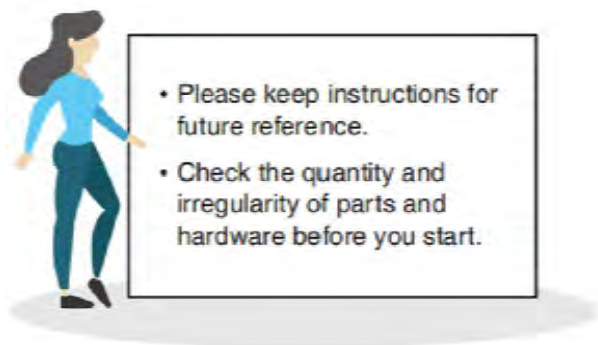 • Please keep instructions for
future reference.
• Check the quantity and
irregularity of parts and
hardware before you start.